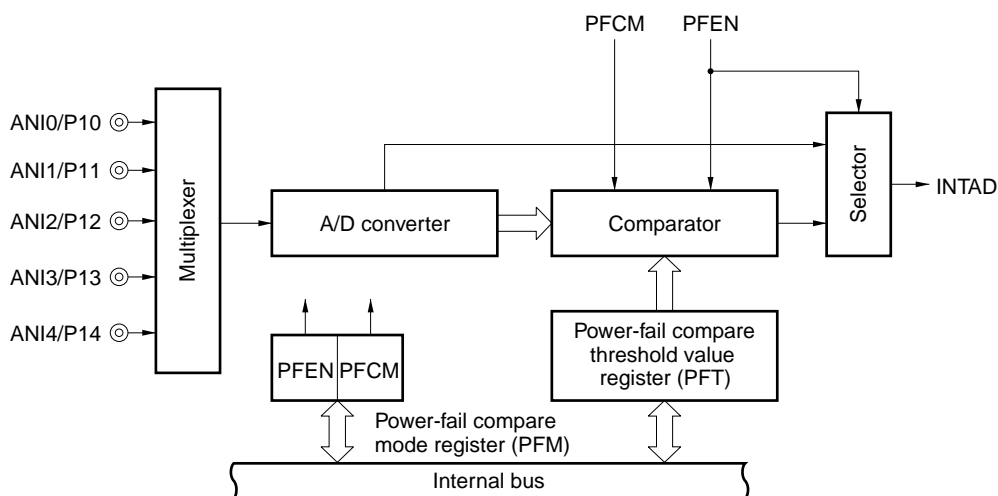 PFCM
PFEN
ANI0/P10
ANI1/P11
ANI2/P12
ANI3/P13
ANI4/P14
Multiplexer
A/D converter
Comparator
Selector
INTAD
PFEN
PFCM
Power-fail compare
mode register (PFM)
Power-fail compare
threshold value
register (PFT)
Internal bus